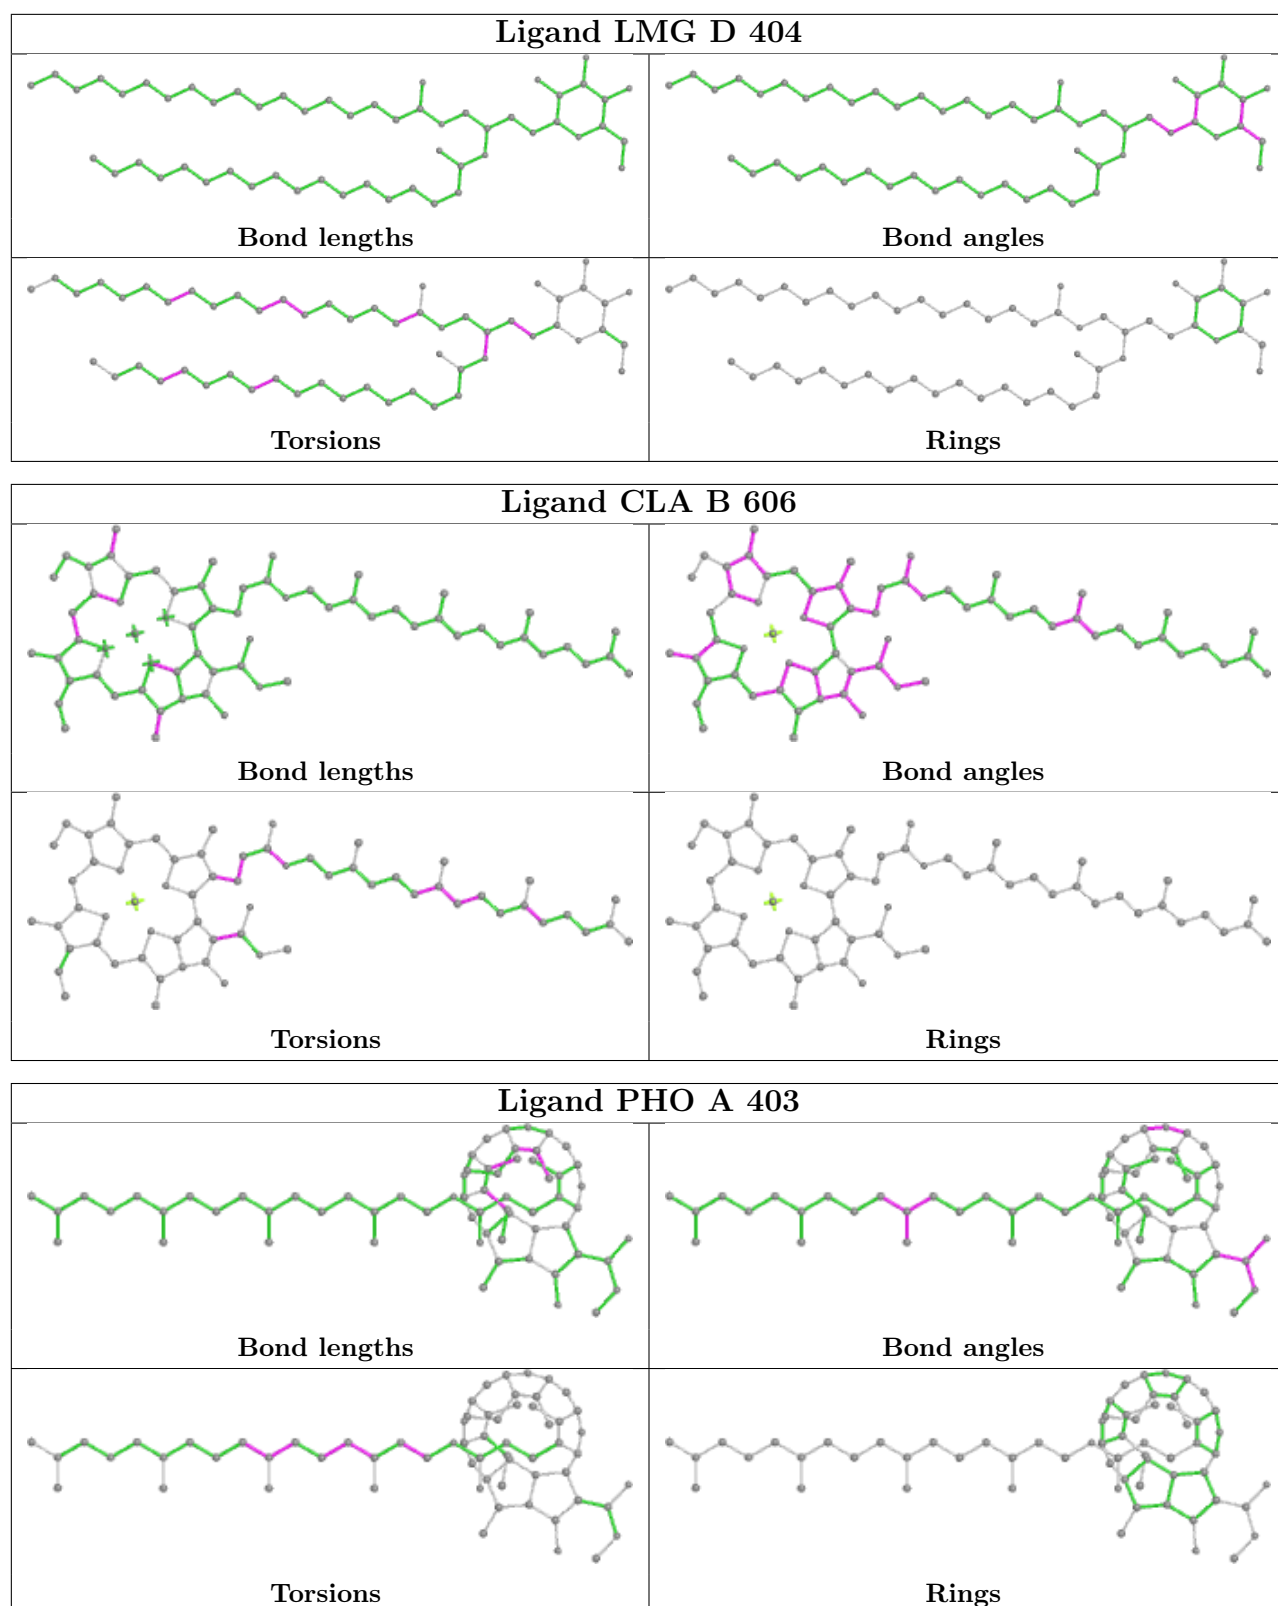 Ligand LMG D 404
Bond lengths
Bond angles
Torsions
Rings
Ligand CLA B 606
Bond lengths
Bond angles
Torsions
Rings
Ligand PHO A 403
Bond lengths
Bond angles
Torsions
Rings